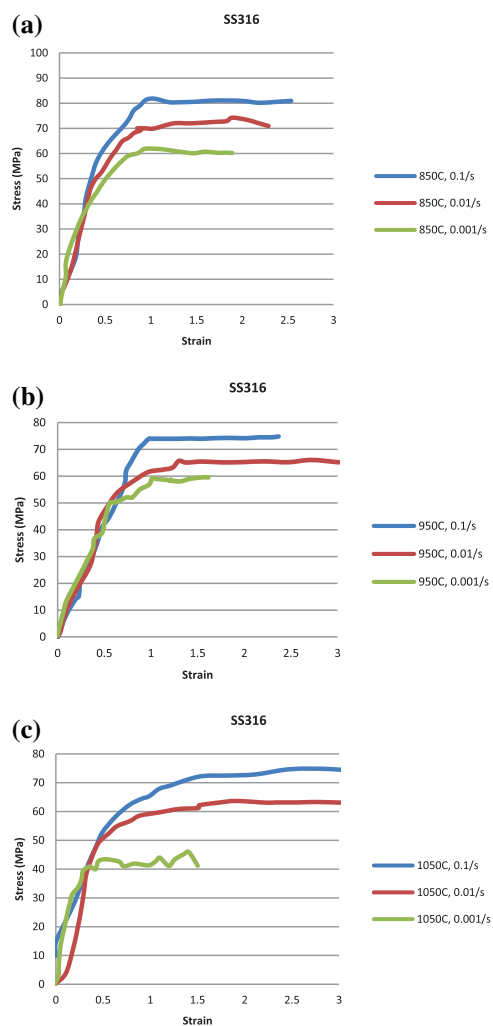 (a)
SS316
100
90
80
70
60
50
40
30
20
10
0
Stress (MPa)
0 0.5 1 1.5 2 2.5 3
Strain
850C, 0.1/s
850C, 0.01/s
850C, 0.001/s
(b)
SS316
80
70
60
50
40
30
20
10
0
Stress (MPa)
0 0.5 1 1.5 2 2.5 3
Strain
950C, 0.1/s
950C, 0.01/s
950C, 0.001/s
(c)
SS316
80
70
60
50
40
30
20
10
0
Stress (MPa)
0 0.5 1 1.5 2 2.5 3
Strain
1050C, 0.1/s
1050C, 0.01/s
1050C, 0.001/s